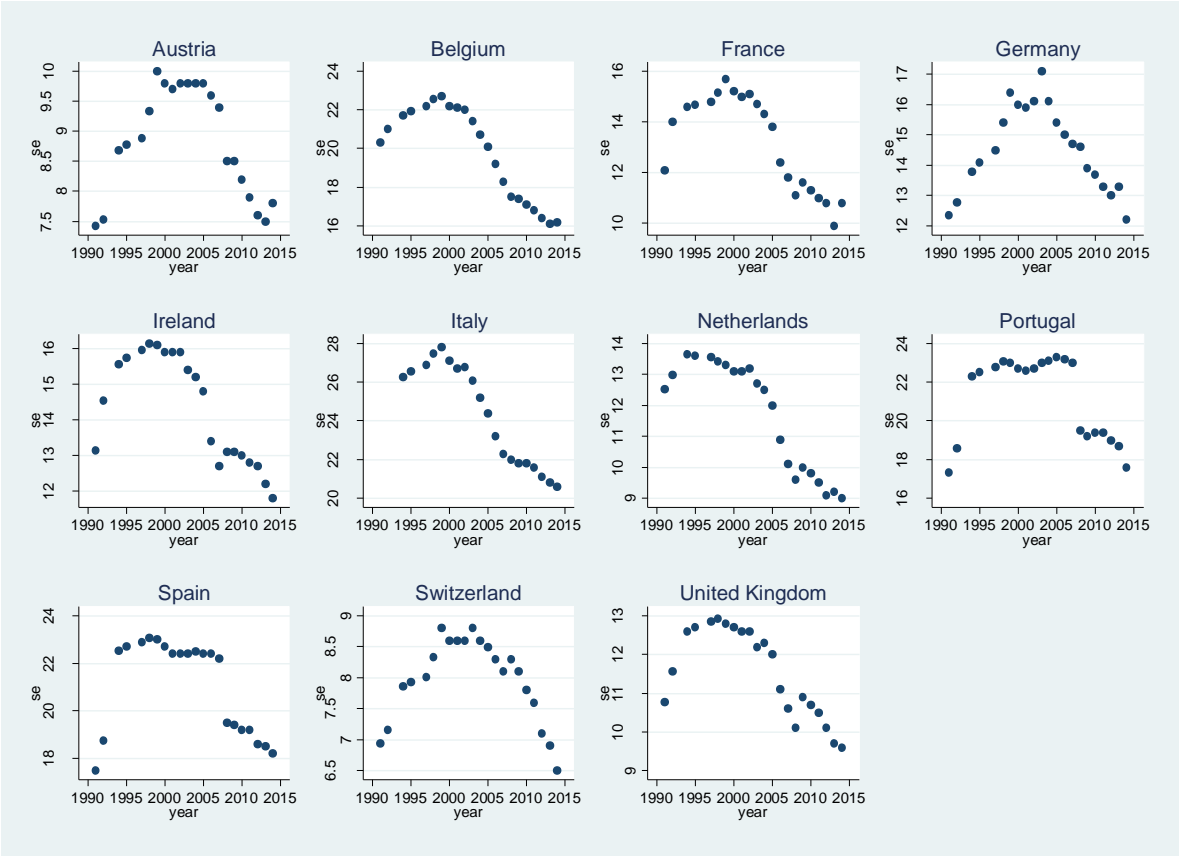 Austria Belgium France Germany
10 24 16 17
9.5 22 14 16
9 20 12 15
8.5 18 10 14
8 16 13
7.5 12
se se se se
1990 1995 2000 2005 2010 2015 1990 1995 2000 2005 2010 2015 1990 1995 2000 2005 2010 2015 1990 1995 2000 2005 2010 2015
year year year year
Ireland Italy Netherlands Portugal
16 28 14 24
15 26 13 22
14 24 12 20
13 22 11 18
12 20 10 16
9
se se se se
1990 1995 2000 2005 2010 2015 1990 1995 2000 2005 2010 2015 1990 1995 2000 2005 2010 2015 1990 1995 2000 2005 2010 2015
year year year year
Spain Switzerland United Kingdom
24 9 13
22 8.5 12
20 8 11
18 7.5 10
7 9
6.5
se se se
1990 1995 2000 2005 2010 2015 1990 1995 2000 2005 2010 2015 1990 1995 2000 2005 2010 2015
year year year